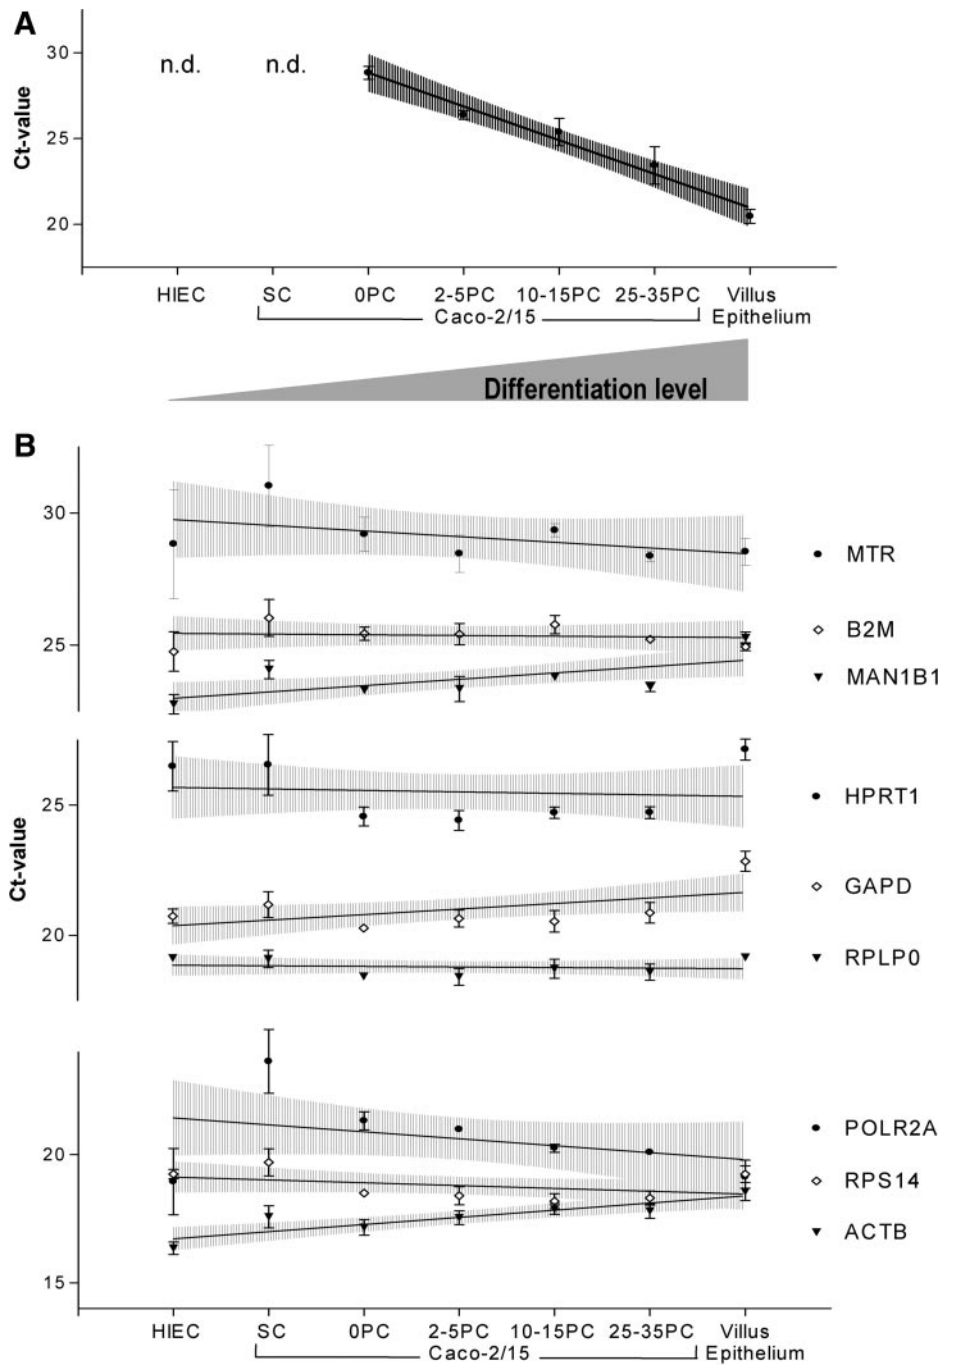 A
Ct-value
30
25
20
n.d. n.d.
HIEC SC 0PC 2-5PC 10-15PC 25-35PC Villus
Caco-2/15 Epithelium
Differentiation level
B
Ct-value
30
25
MTR
B2M
MAN1B1
25
20
HPRT1
GAPD
RPLP0
20
15
POLR2A
RPS14
ACTB
HIEC SC 0PC 2-5PC 10-15PC 25-35PC Villus
Caco-2/15 Epithelium